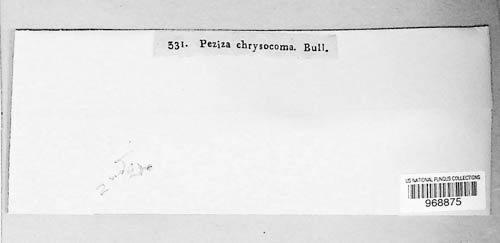 531. Peziza chrysocoma. Bull.
US NATIONAL FUNGUS COLLECTIONS
968875